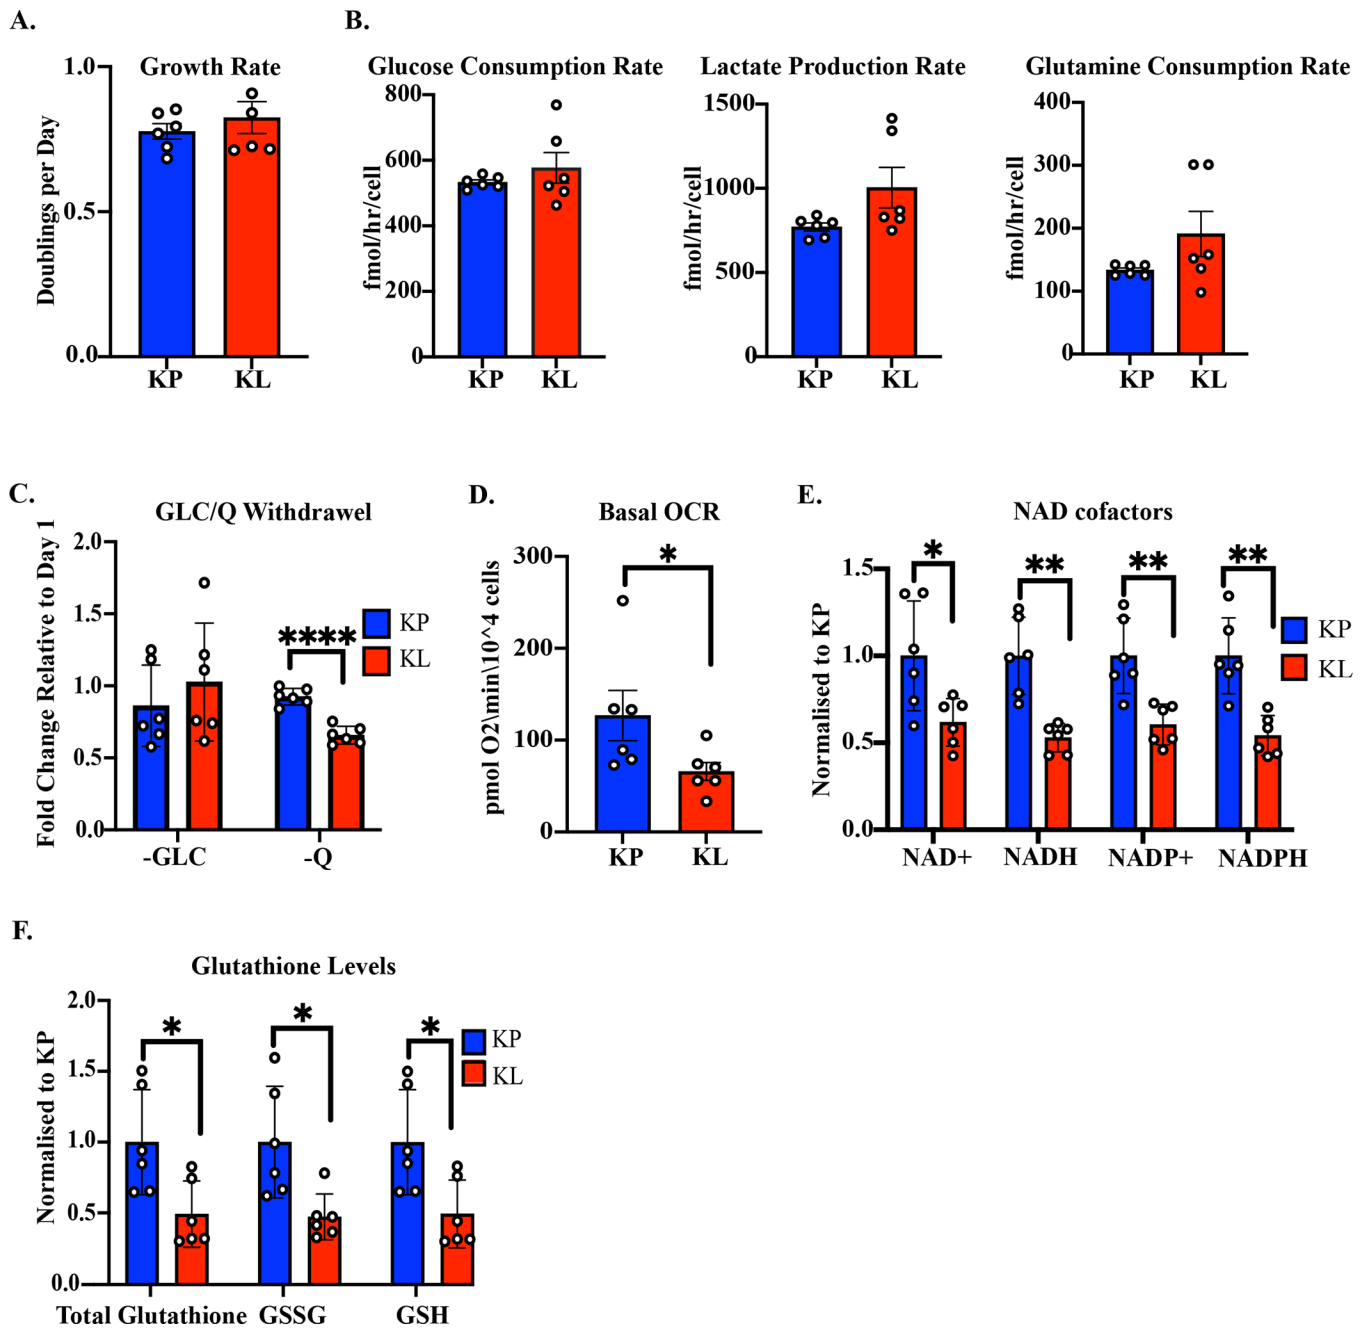 A.
B.
Growth Rate
Doublings per Day
1.0
0.5
0.0
KP
KL
Glucose Consumption Rate
fmol/hr/cell
800
600
400
200
0
KP
KL
Lactate Production Rate
fmol/hr/cell
1500
1000
500
0
KP
KL
Glutamine Consumption Rate
fmol/hr/cell
400
300
200
100
0
KP
KL
C.
GLC/Q Withdrawel
Fold Change Relative to Day 1
2.0
1.5
1.0
0.5
0.0
****
KP
KL
-GLC
-Q
D.
Basal OCR
pmol O2\min\10^4 cells
300
200
100
0
*
KP
KL
E.
NAD cofactors
Normalised to KP
1.5
1.0
0.5
0.0
*
**
**
**
KP
KL
NAD+
NADH
NADP+
NADPH
F.
Glutathione Levels
Normalised to KP
2.0
1.5
1.0
0.5
0.0
*
*
*
KP
KL
Total Glutathione
GSSG
GSH